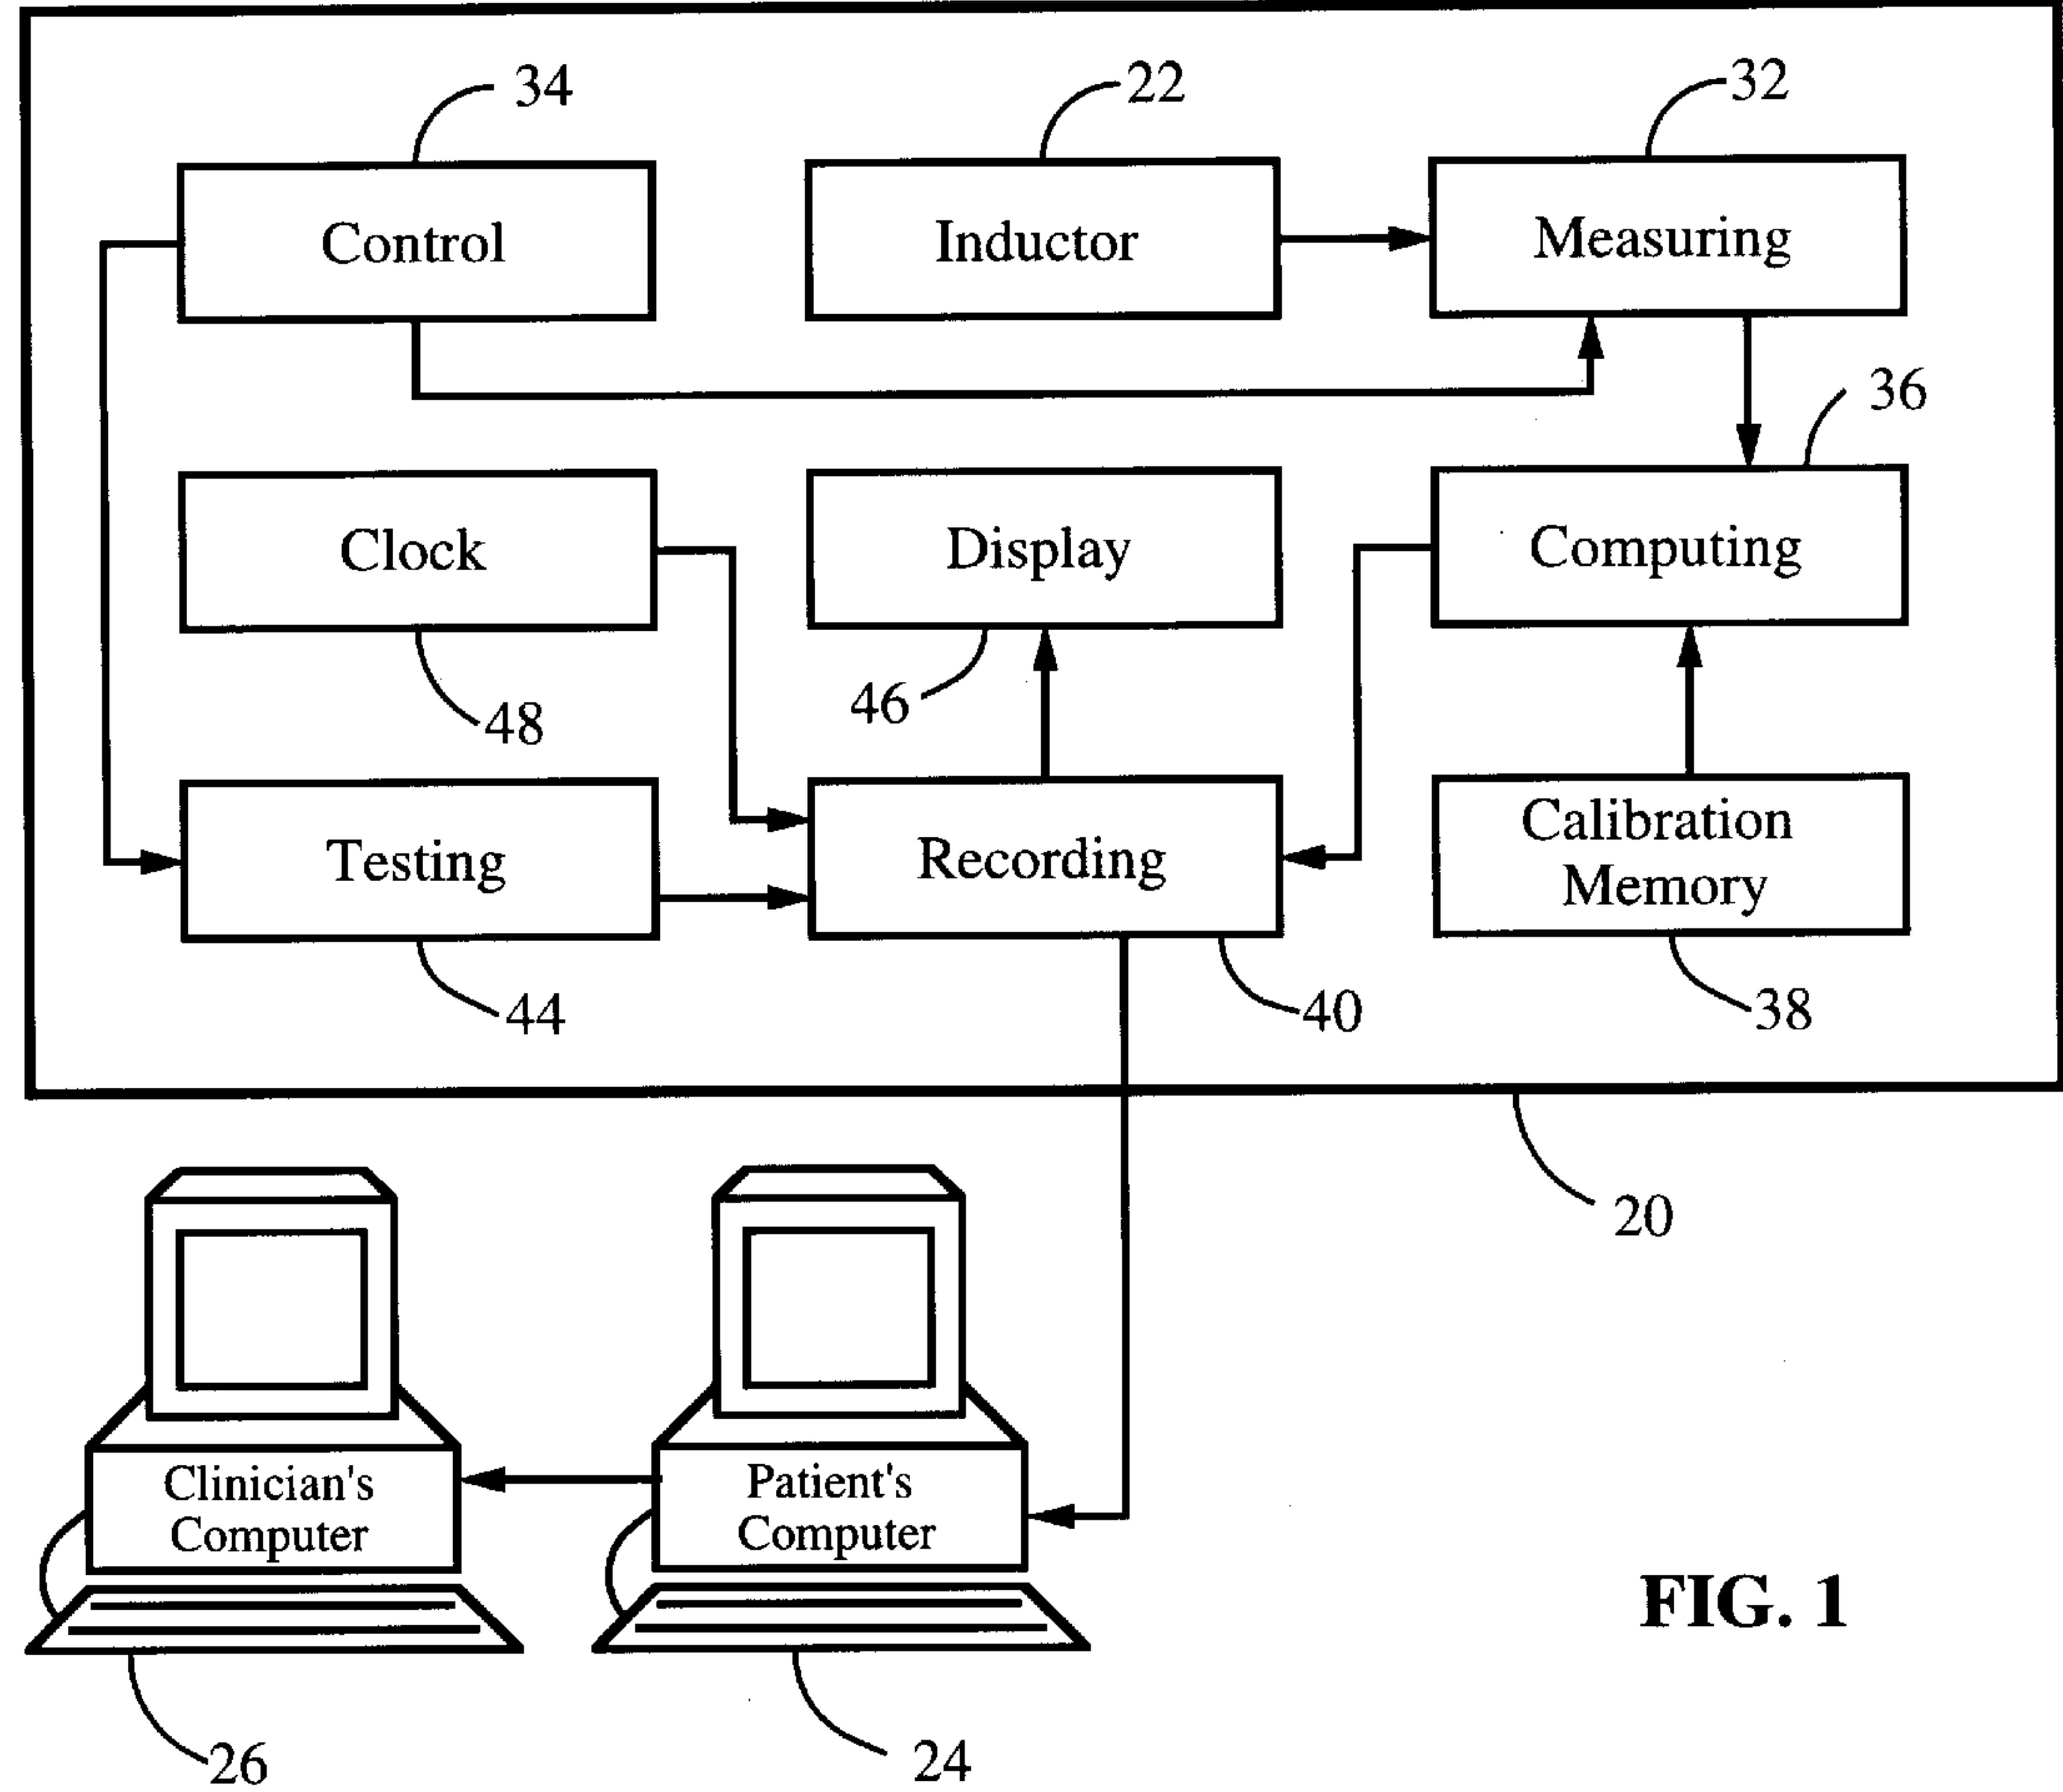 34
22
32
Control
Inductor
Measuring
36
Clock
Display
Computing
46
48
Testing
Recording
Calibration
Memory
44
40
38
20
Clinician's
Computer
Patient's
Computer
FIG. 1
26
24